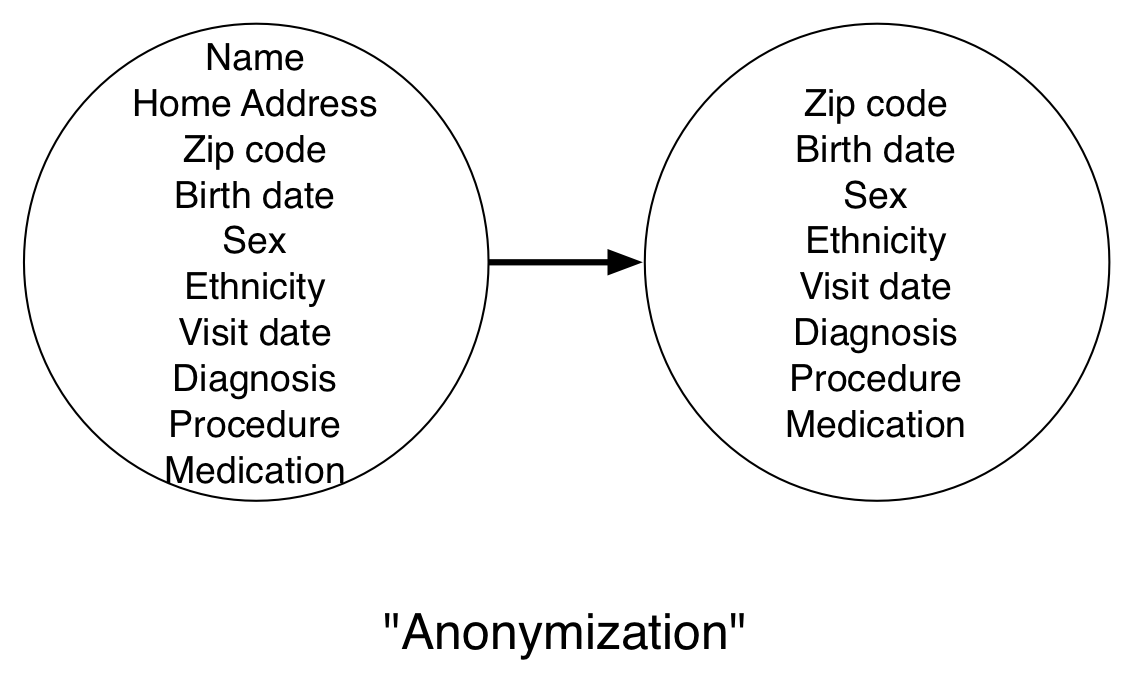 Name
Home Address
Zip code
Birth date
Sex
Ethnicity
Visit date
Diagnosis
Procedure
Medication
Zip code
Birth date
Sex
Ethnicity
Visit date
Diagnosis
Procedure
Medication
"Anonymization"